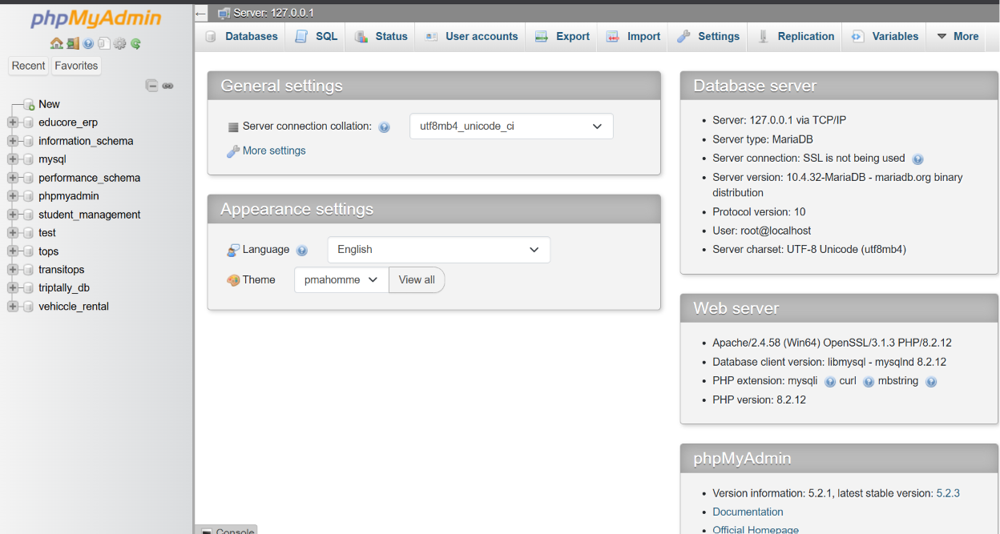 phpMyAdmin
Recent
Favorites
New
educore_erp
information_schema
mysql
performance_schema
phpmyadmin
student_management
test
tops
transitops
triptally_db
vehiccle_rental
Server: 127.0.0.1
Databases
SQL
Status
User accounts
Export
Import
Settings
Replication
Variables
More
General settings
Server connection collation:
utf8mb4_unicode_ci
More settings
Appearance settings
Language
English
Theme
pmahomme
View all
Database server
Server: 127.0.0.1 via TCP/IP
Server type: MariaDB
Server connection: SSL is not being used
Server version: 10.4.32-MariaDB - mariadb.org binary
distribution
Protocol version: 10
User: root@localhost
Server charset: UTF-8 Unicode (utf8mb4)
Web server
Apache/2.4.58 (Win64) OpenSSL/3.1.3 PHP/8.2.12
Database client version: libmysql - mysqlnd 8.2.12
PHP extension: mysqli curl mbstring
PHP version: 8.2.12
phpMyAdmin
Version information: 5.2.1, latest stable version: 5.2.3
Documentation
Official Homepage
Console